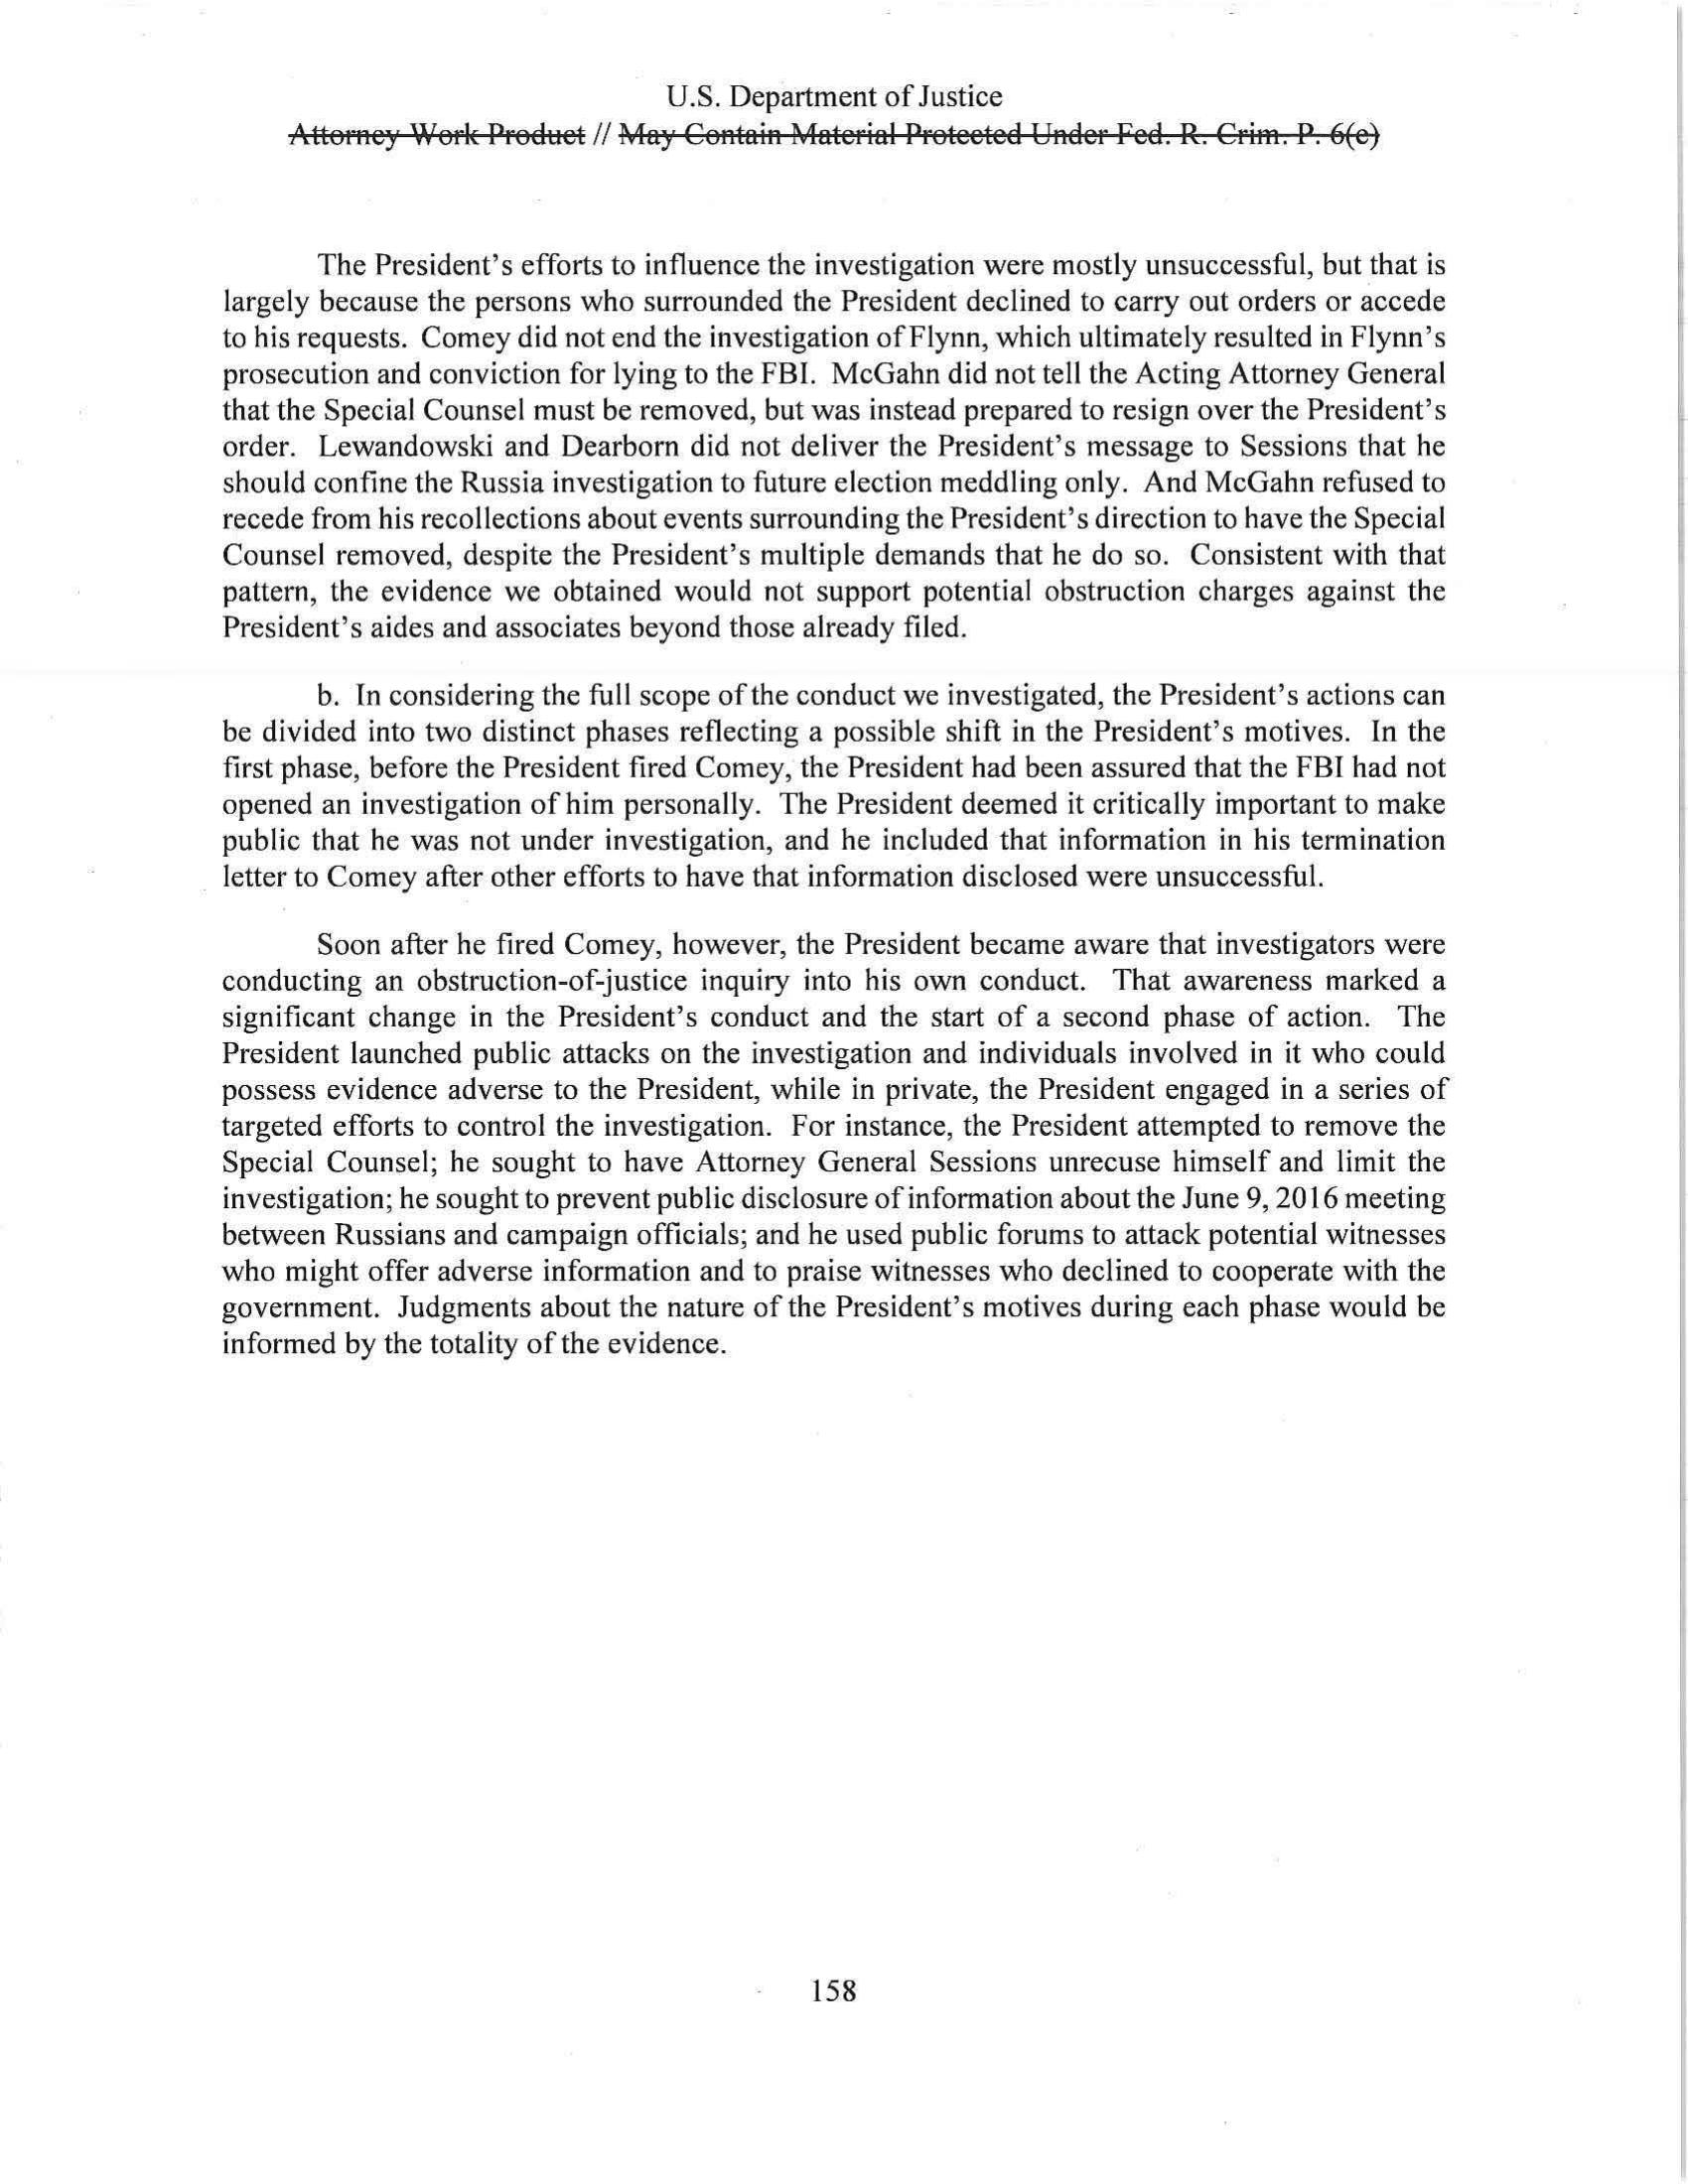 U.S. Department of Justice
Attorney Work Product // May Contain Material Protected Under Fed. R. Crim. P. 6(e)
The President's efforts to influence the investigation were mostly unsuccessful, but that is
largely because the persons who surrounded the President declined to carry out orders or accede
to his requests. Comey did not end the investigation of Flynn, which ultimately resulted in Flynn's
prosecution and conviction for lying to the FBI. McGahn did not tell the Acting Attorney General
that the Special Counsel must be removed, but was instead prepared to resign over the President's
order. Lewandowski and Dearborn did not deliver the President's message to Sessions that he
should confine the Russia investigation to future election meddling only. And McGahn refused to
recede from his recollections about events surrounding the President's direction to have the Special
Counsel removed, despite the President's multiple demands that he do so. Consistent with that
pattern, the evidence we obtained would not support potential obstruction charges against the
President's aides and associates beyond those already filed.
b. In considering the full scope of the conduct we investigated, the President's actions can
be divided into two distinct phases reflecting a possible shift in the President's motives. In the
first phase, before the President fired Comey, the President had been assured that the FBI had not
opened an investigation of him personally. The President deemed it critically important to make
public that he was not under investigation, and he included that information in his termination
letter to Comey after other efforts to have that information disclosed were unsuccessful.
Soon after he fired Comey, however, the President became aware that investigators were
conducting an obstruction-of-justice inquiry into his own conduct. That awareness marked a
significant change in the President's conduct and the start of a second phase of action. The
President launched public attacks on the investigation and individuals involved in it who could
possess evidence adverse to the President, while in private, the President engaged in a series of
targeted efforts to control the investigation. For instance, the President attempted to remove the
Special Counsel; he sought to have Attorney General Sessions unrecuse himself and limit the
investigation; he sought to prevent public disclosure of information about the June 9, 2016 meeting
between Russians and campaign officials; and he used public forums to attack potential witnesses
who might offer adverse information and to praise witnesses who declined to cooperate with the
government. Judgments about the nature of the President's motives during each phase would be
informed by the totality of the evidence.
158